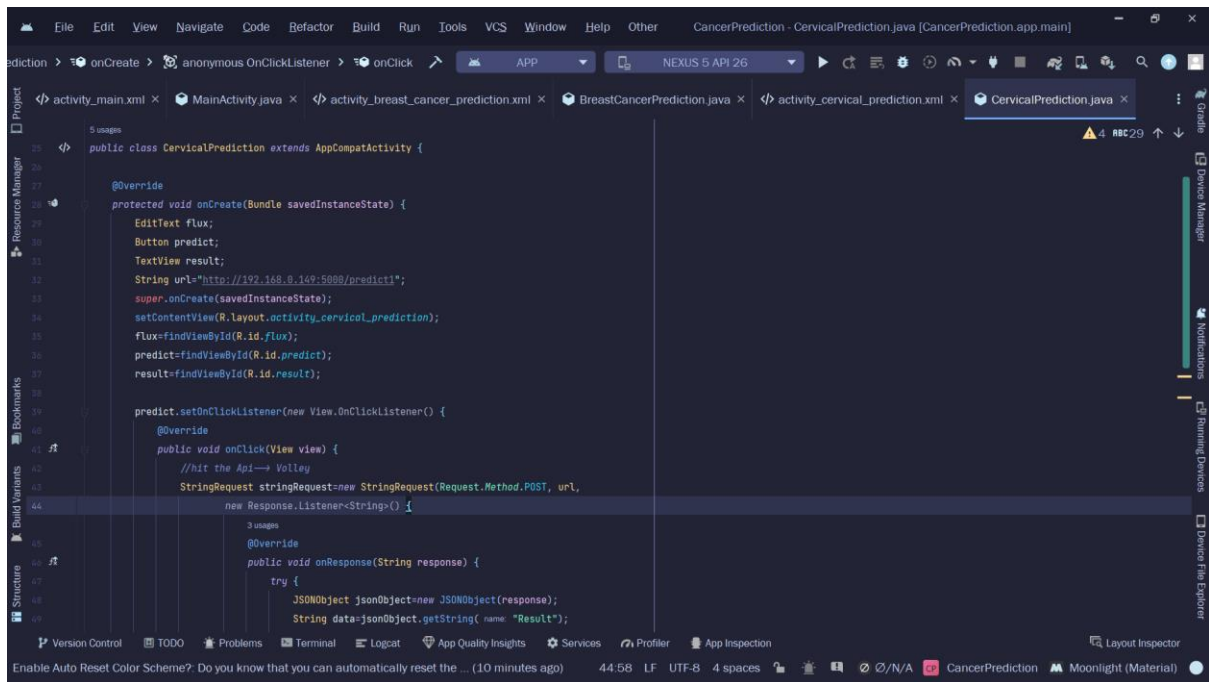 File Edit View Navigate Code Refactor Build Run Tools VCS Window Help Other CancerPrediction - CervicalPrediction.java [CancerPrediction.app.main]
ediction > onCreate > anonymous OnClickListener > onClick APP NEXUS 5 API 26
activity_main.xml × MainActivity.java × activity_breast_cancer_prediction.xml × BreastCancerPrediction.java × activity_cervical_prediction.xml × CervicalPrediction.java ×
Project
Resource Manager
Bookmarks
Build Variants
Structure
5 usages
4 ABC 29
25 public class CervicalPrediction extends AppCompatActivity {
26
27 @Override
28 protected void onCreate(Bundle savedInstanceState) {
29 EditText flux;
30 Button predict;
31 TextView result;
32 String url="http://192.168.0.149:5000/predict1";
33 super.onCreate(savedInstanceState);
34 setContentView(R.layout.activity_cervical_prediction);
35 flux=findViewById(R.id.flux);
36 predict=findViewById(R.id.predict);
37 result=findViewById(R.id.result);
38
39 predict.setOnClickListener(new View.OnClickListener() {
40 @Override
41 public void onClick(View view) {
42 //hit the Api—→ Volley
43 StringRequest stringRequest=new StringRequest(Request.Method.POST, url,
44 new Response.Listener<String>() {
3 usages
45 @Override
46 public void onResponse(String response) {
47 try {
48 JSONObject jsonObject=new JSONObject(response);
49 String data=jsonObject.getString( name: "Result");
Gradle
Device Manager
Notifications
Running Devices
Device File Explorer
Version Control TODO Problems Terminal Logcat App Quality Insights Services Profiler App Inspection Layout Inspector
Enable Auto Reset Color Scheme?: Do you know that you can automatically reset the ... (10 minutes ago) 44:58 LF UTF-8 4 spaces Ø/N/A CP CancerPrediction Moonlight (Material)